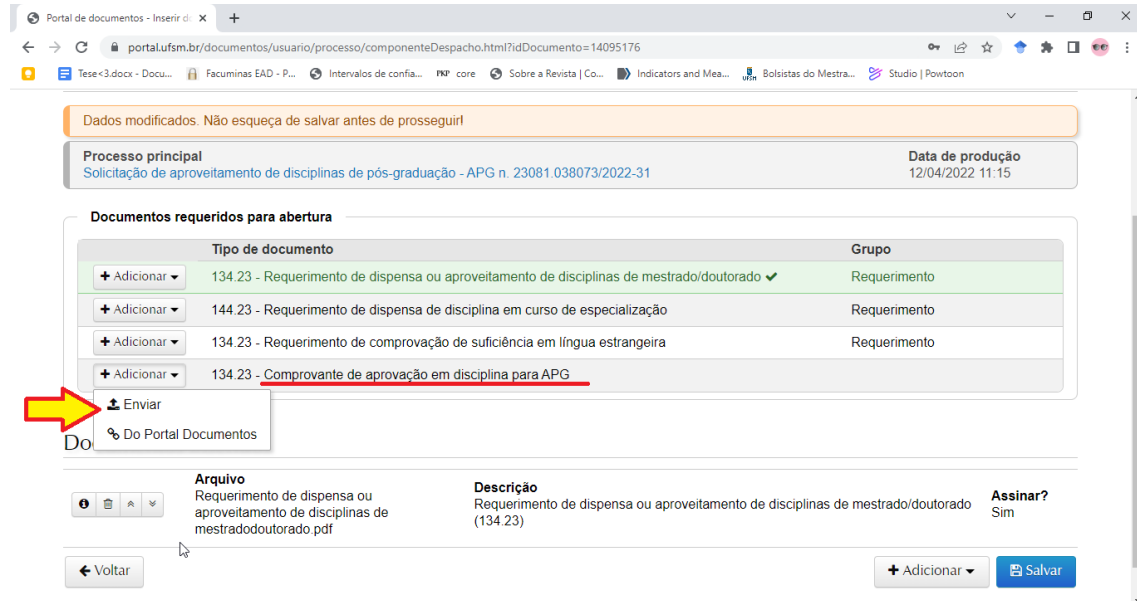 Portal de documentos - Inserir d
portal.ufsm.br/documentos/usuario/processo/componenteDespacho.html?idDocumento=14095176
Tese<3.docx - Docu... Facuminas EAD - P... Intervalos de confia... PKP core Sobre a Revista | Co... Indicators and Mea... UFSM Bolsistas do Mestra... Studio | Powtoon
Dados modificados. Não esqueça de salvar antes de prosseguir!
Processo principal Data de produção
Solicitação de aproveitamento de disciplinas de pós-graduação - APG n. 23081.038073/2022-31 12/04/2022 11:15
Documentos requeridos para abertura
Tipo de documento Grupo
Adicionar 134.23 - Requerimento de dispensa ou aproveitamento de disciplinas de mestrado/doutorado Requerimento
Adicionar 144.23 - Requerimento de dispensa de disciplina em curso de especialização Requerimento
Adicionar 134.23 - Requerimento de comprovação de suficiência em língua estrangeira Requerimento
Adicionar 134.23 - Comprovante de aprovação em disciplina para APG
Enviar
Do Portal Documentos
Do
Arquivo Descrição Assinar?
Requerimento de dispensa ou aproveitamento de disciplinas de mestradodoutorado.pdf Requerimento de dispensa ou aproveitamento de disciplinas de mestrado/doutorado (134.23) Sim
Voltar Adicionar Salvar